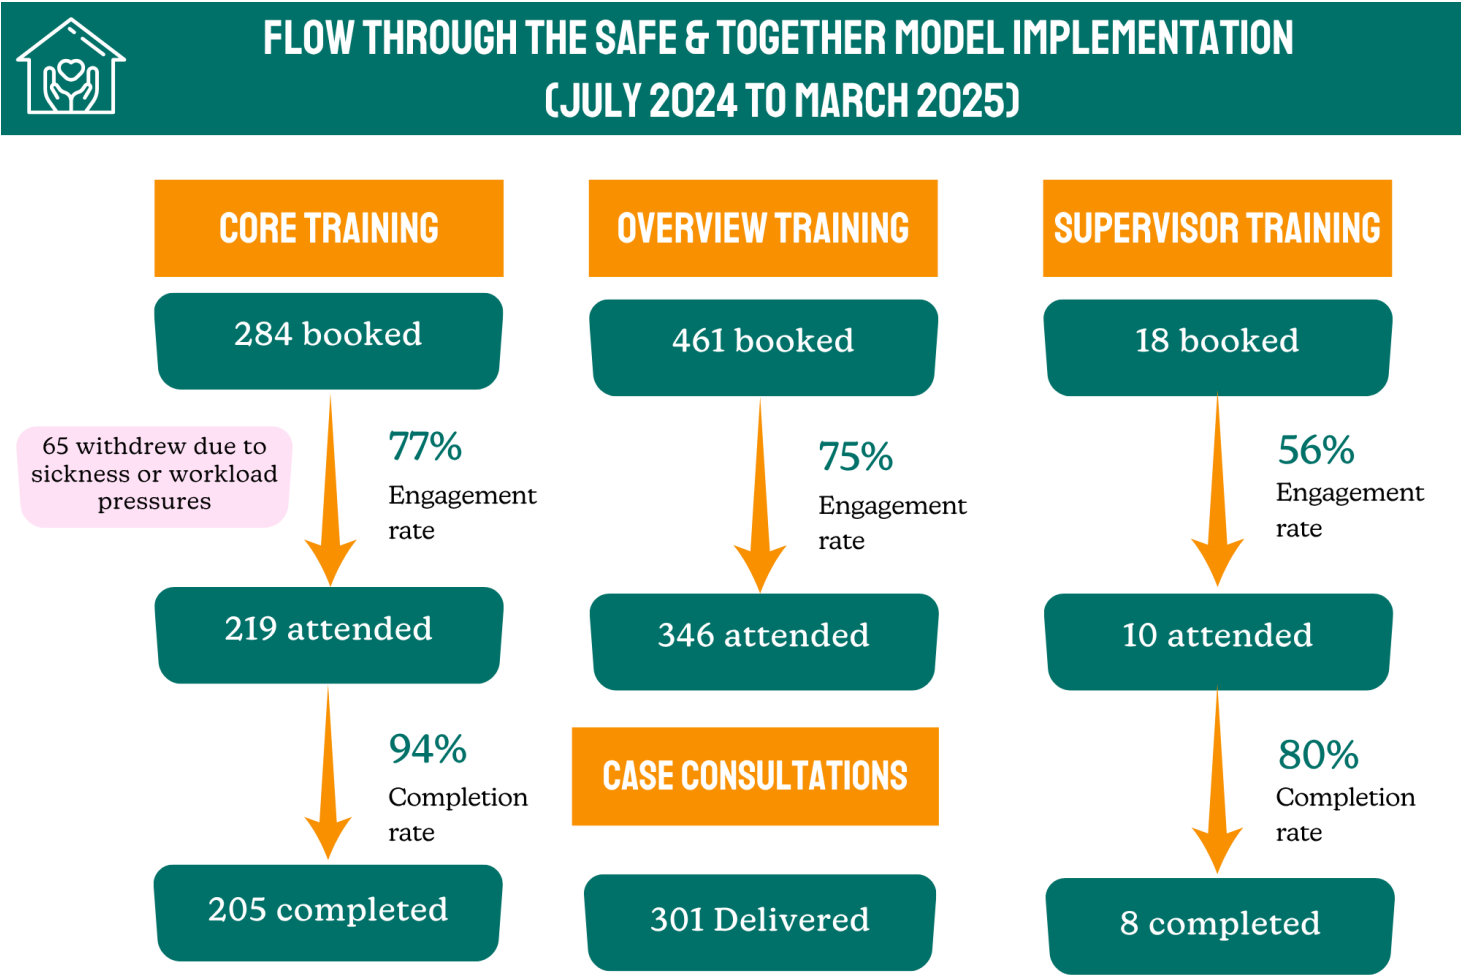 FLOW THROUGH THE SAFE & TOGETHER MODEL IMPLEMENTATION
(JULY 2024 TO MARCH 2025)
CORE TRAINING
284 booked
65 withdrew due to
sickness or workload
pressures
77%
Engagement
rate
219 attended
94%
Completion
rate
205 completed
OVERVIEW TRAINING
461 booked
75%
Engagement
rate
346 attended
CASE CONSULTATIONS
301 Delivered
SUPERVISOR TRAINING
18 booked
56%
Engagement
rate
10 attended
80%
Completion
rate
8 completed